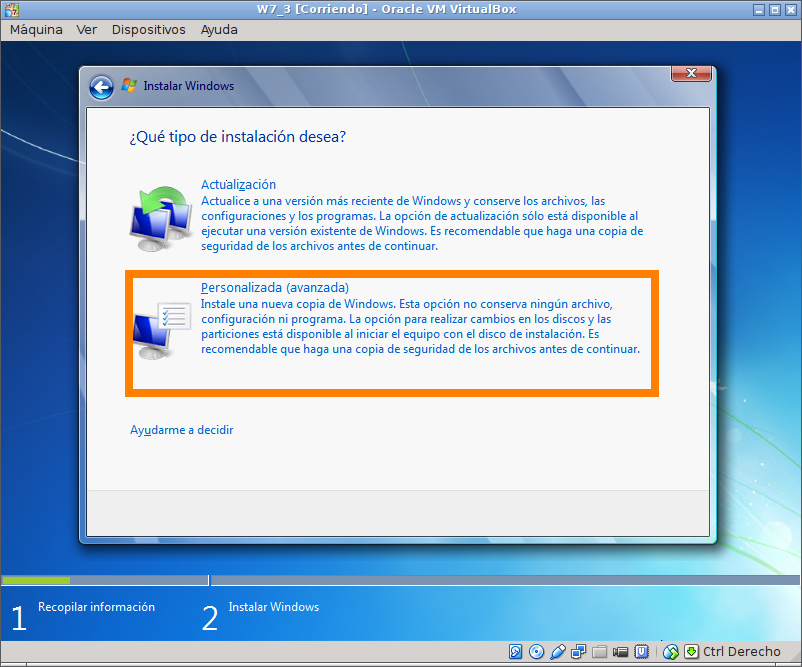 W7_3 [Corriendo] - Oracle VM VirtualBox
Máquina Ver Dispositivos Ayuda
Instalar Windows
¿Qué tipo de instalación desea?
Actualización
Actualice a una versión más reciente de Windows y conserve los archivos, las
configuraciones y los programas. La opción de actualización sólo está disponible al
ejecutar una versión existente de Windows. Es recomendable que haga una copia de
seguridad de los archivos antes de continuar.
Personalizada (avanzada)
Instale una nueva copia de Windows. Esta opción no conserva ningún archivo,
configuración ni programa. La opción para realizar cambios en los discos y las
particiones está disponible al iniciar el equipo con el disco de instalación. Es
recomendable que haga una copia de seguridad de los archivos antes de continuar.
Ayudarme a decidir
1 Recopilar información 2 Instalar Windows
Ctrl Derecho